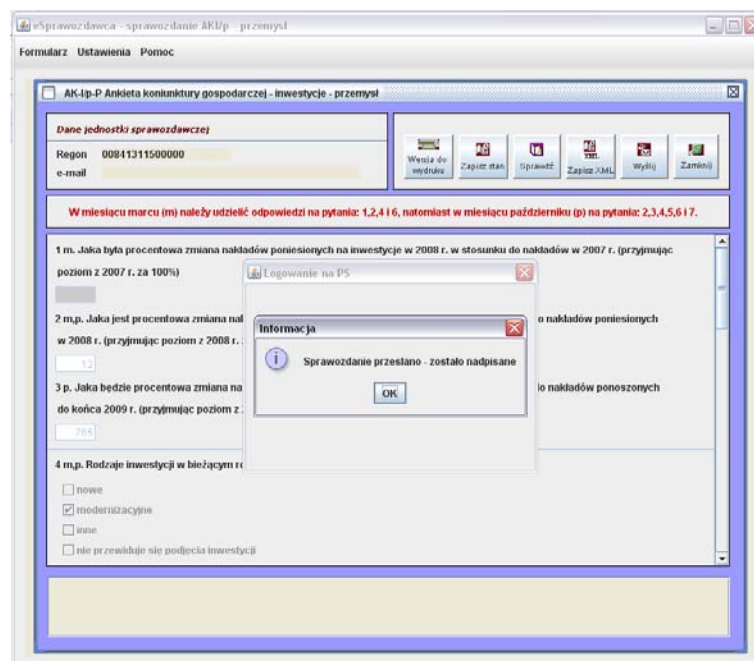 eSprawozdawca - sprawozdanie AKI/p - przemysł
Formularz Ustawienia Pomoc
AK-I/p-P Ankieta koniunktury gospodarczej - inwestycje - przemysł
Dane jednostki sprawozdawczej
Regon 00841311500000
e-mail
Wersja do wydruku
Zapisz stan
Sprawdź
Zapisz XML
Wyślij
Zamknij
W miesiącu marcu (m) należy udzielić odpowiedzi na pytania: 1,2,4 i 6, natomiast w miesiącu październiku (p) na pytania: 2,3,4,5,6 i 7.
1 m. Jaka była procentowa zmiana nakładów poniesionych na inwestycje w 2008 r. w stosunku do nakładów w 2007 r. (przyjmując
poziom z 2007 r. za 100%)
Logowanie na PS
2 m,p. Jaka jest procentowa zmiana nak
o nakładów poniesionych
w 2008 r. (przyjmując poziom z 2008 r.
12
Informacja
Sprawozdanie przesłano - zostało nadpisane
OK
3 p. Jaka będzie procentowa zmiana na
do nakładów ponoszonych
do końca 2009 r. (przyjmując poziom z
765
4 m,p. Rodzaje inwestycji w bieżącym r
nowe
modernizacyjne
inne
nie przewiduje się podjęcia inwestycji